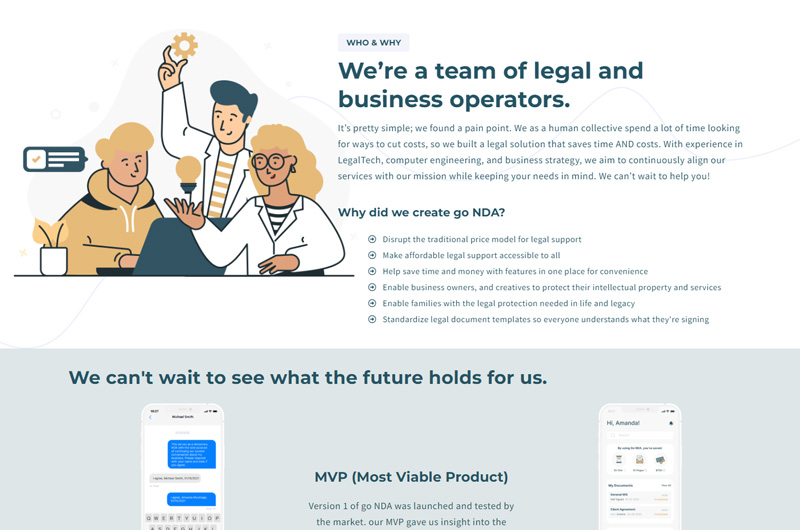 WHO & WHY
We’re a team of legal and
business operators.
It’s pretty simple; we found a pain point. We as a human collective spend a lot of time looking
for ways to cut costs, so we built a legal solution that saves time AND costs. With experience in
LegalTech, computer engineering, and business strategy, we aim to continuously align our
services with our mission while keeping your needs in mind. We can’t wait to help you!
Why did we create go NDA?
Disrupt the traditional price model for legal support
Make affordable legal support accessible to all
Help save time and money with features in one place for convenience
Enable business owners, and creatives to protect their intellectual property and services
Enable families with the legal protection needed in life and legacy
Standardize legal document templates so everyone understands what they're signing
We can't wait to see what the future holds for us.
Hi, Amanda!
My Documents
MVP (Most Viable Product)
Version 1 of go NDA was launched and tested by
the market. our MVP gave us insight into the
Q W E R T Y U I O P